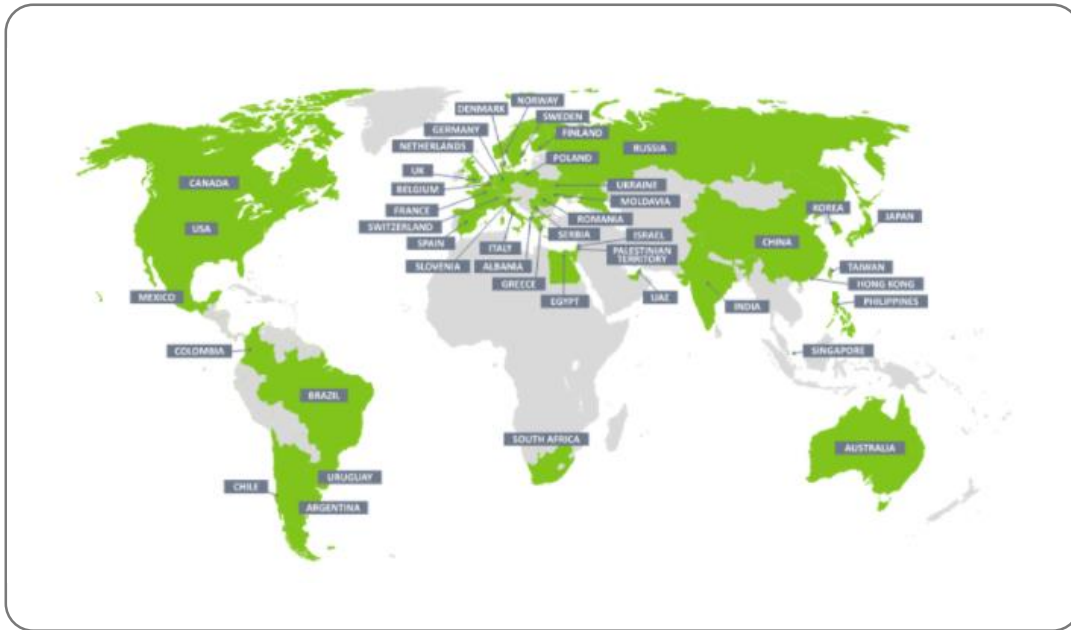 NORWAY
DENMARK
SWEDEN
GERMANY
FINLAND
NETHERLANDS
RUSSIA
POLAND
UK
CANADA
BELGIUM
UKRAINE
MOLDAVIA
FRANCE
KOREA
JAPAN
SWITZERLAND
ROMANIA
USA
SERBIA
ISRAEL
SPAIN
ITALY
CHINA
PALESTINIAN
TERRITORY
SLOVENIA
ALBANIA
TAIWAN
GREECE
HONG KONG
MEXICO
EGYPT
UAE
INDIA
PHILIPPINES
COLOMBIA
SINGAPORE
BRAZIL
SOUTH AFRICA
AUSTRALIA
URUGUAY
CHILE
ARGENTINA